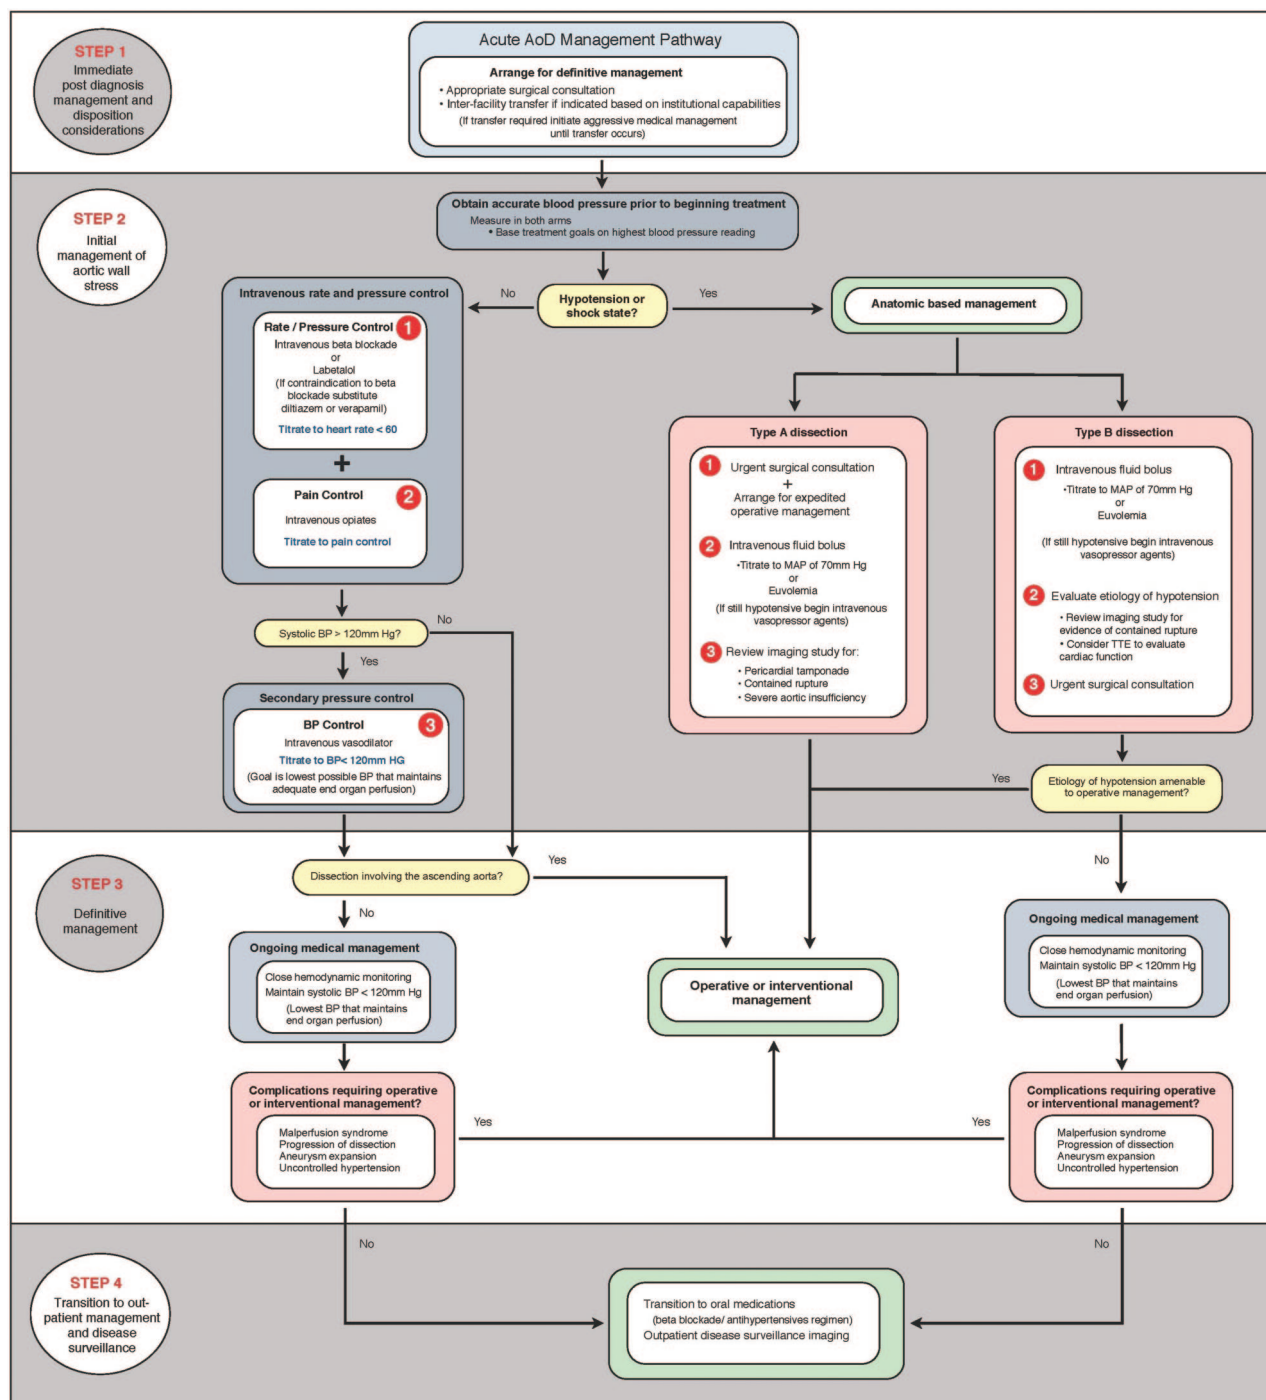 STEP 1
Immediate
post diagnosis
management and
disposition
considerations
Acute AoD Management Pathway
Arrange for definitive management
• Appropriate surgical consultation
• Inter-facility transfer if indicated based on institutional capabilities
(If transfer required initiate aggressive medical management
until transfer occurs)
STEP 2
Initial
management of
aortic wall
stress
Obtain accurate blood pressure prior to beginning treatment
Measure in both arms
• Base treatment goals on highest blood pressure reading
Hypotension or
shock state?
No
Yes
Intravenous rate and pressure control
Rate / Pressure Control
1
Intravenous beta blockade
or
Labetalol
(If contraindication to beta
blockade substitute
diltiazem or verapamil)
Titrate to heart rate < 60
+
Pain Control
2
Intravenous opiates
Titrate to pain control
Systolic BP > 120mm Hg?
No
Yes
Secondary pressure control
BP Control
3
Intravenous vasodilator
Titrate to BP< 120mm HG
(Goal is lowest possible BP that maintains
adequate end organ perfusion)
Anatomic based management
Type A dissection
1 Urgent surgical consultation
+
Arrange for expedited
operative management
2 Intravenous fluid bolus
•Titrate to MAP of 70mm Hg
or
Euvolemia
(If still hypotensive begin intravenous
vasopressor agents)
3 Review imaging study for:
• Pericardial tamponade
• Contained rupture
• Severe aortic insufficiency
Type B dissection
1 Intravenous fluid bolus
•Titrate to MAP of 70mm Hg
or
Euvolemia
(If still hypotensive begin intravenous
vasopressor agents)
2 Evaluate etiology of hypotension
• Review imaging study for
evidence of contained rupture
• Consider TTE to evaluate
cardiac function
3 Urgent surgical consultation
Etiology of hypotension amenable
to operative management?
Yes
No
STEP 3
Definitive
management
Dissection involving the ascending aorta?
Yes
No
Ongoing medical management
Close hemodynamic monitoring
Maintain systolic BP < 120mm Hg
(Lowest BP that maintains
end organ perfusion)
Operative or interventional
management
Ongoing medical management
Close hemodynamic monitoring
Maintain systolic BP < 120mm Hg
(Lowest BP that maintains
end organ perfusion)
Complications requiring operative
or interventional management?
Malperfusion syndrome
Progression of dissection
Aneurysm expansion
Uncontrolled hypertension
Yes
Yes
Complications requiring operative
or interventional management?
Malperfusion syndrome
Progression of dissection
Aneurysm expansion
Uncontrolled hypertension
No
No
STEP 4
Transition to out-
patient management
and disease
surveillance
Transition to oral medications
(beta blockade/ antihypertensives regimen)
Outpatient disease surveillance imaging